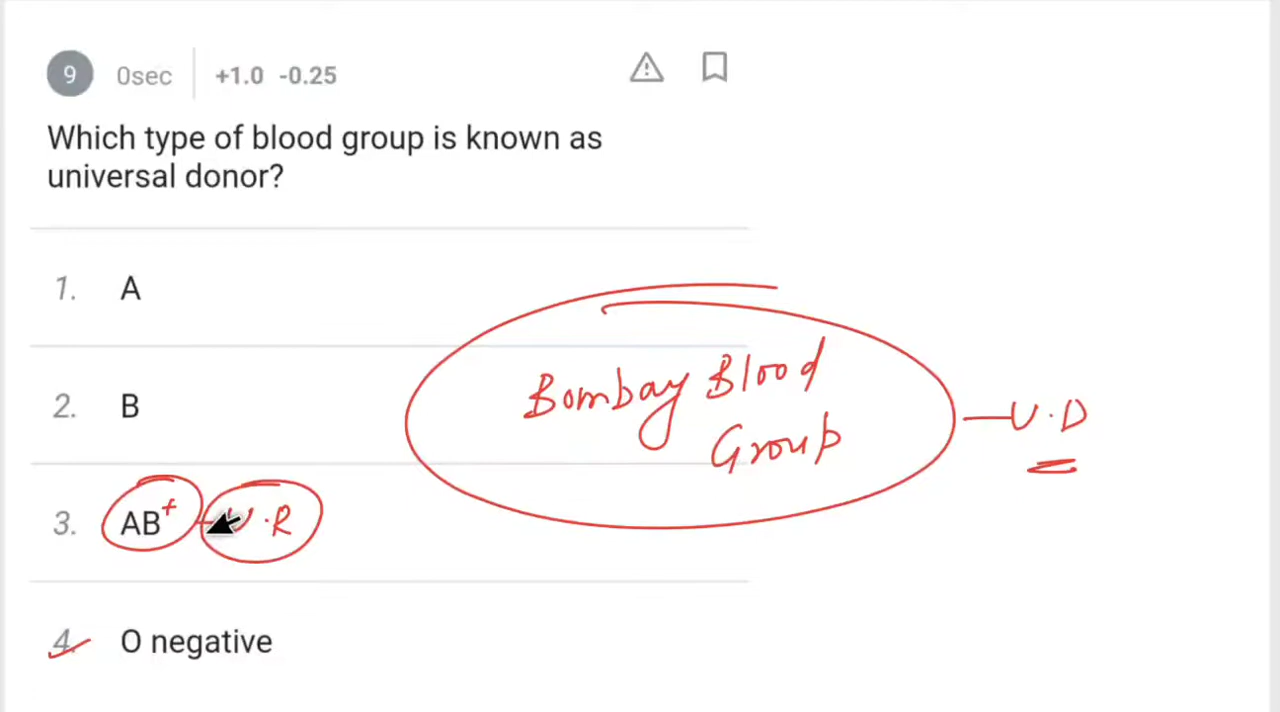 9 0sec +1.0 -0.25
Which type of blood group is known as
universal donor?
1. A
2. B
Bombay Blood
Group
U.D
3. AB+ U.R
4. O negative